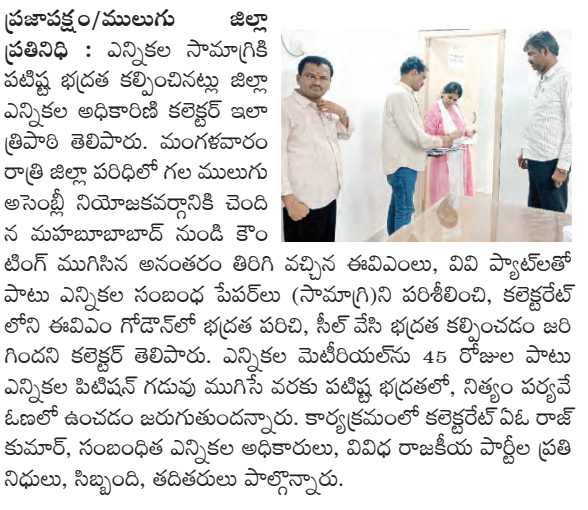 ప్రజాపక్షం/ములుగు జిల్లా
ప్రతినిధి : ఎన్నికల సామాగ్రికి
పటిష్ట భద్రత కల్పించినట్లు జిల్లా
ఎన్నికల అధికారిణి కలెక్టర్ ఇలా
త్రిపాఠి తెలిపారు. మంగళవారం
రాత్రి జిల్లా పరిధిలో గల ములుగు
అసెంబ్లీ నియోజకవర్గానికి చెంది
న మహబూబాబాద్ నుండి కౌం
టింగ్ ముగిసిన అనంతరం తిరిగి వచ్చిన ఈవిఎంలు, వివి ప్యాట్‌లతో
పాటు ఎన్నికల సంబంధ పేపర్‌లు (సామాగ్రి)ని పరిశీలించి, కలెక్టరేట్
లోని ఈవిఎం గోడౌన్‌లో భద్రత పరిచి, సీల్ వేసి భద్రత కల్పించడం జరి
గిందని కలెక్టర్ తెలిపారు. ఎన్నికల మెటీరియల్‌ను 45 రోజుల పాటు
ఎన్నికల పిటిషన్ గడువు ముగిసే వరకు పటిష్ట భద్రతలో, నిత్యం పర్యవే
ఓణలో ఉంచడం జరుగుతుందన్నారు. కార్యక్రమంలో కలెక్టరేట్ ఏఓ రాజ్
కుమార్, సంబంధిత ఎన్నికల అధికారులు, వివిధ రాజకీయ పార్టీల ప్రతి
నిధులు, సిబ్బంది, తదితరులు పాల్గొన్నారు.